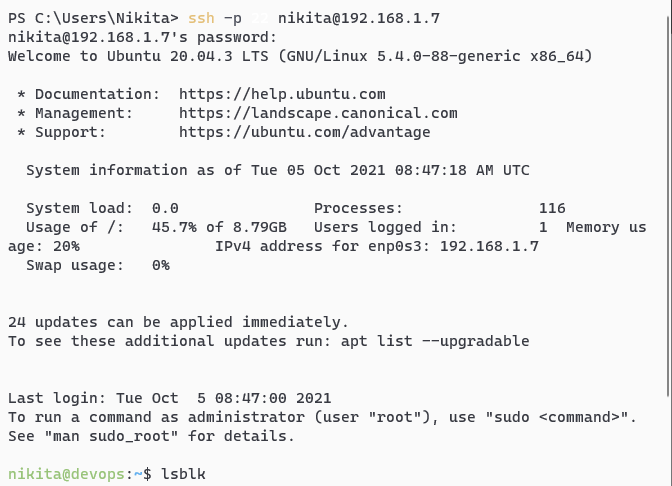 PS C:\Users\Nikita> ssh -p 22 nikita@192.168.1.7
nikita@192.168.1.7's password:
Welcome to Ubuntu 20.04.3 LTS (GNU/Linux 5.4.0-88-generic x86_64)
* Documentation:  https://help.ubuntu.com
* Management:     https://landscape.canonical.com
* Support:        https://ubuntu.com/advantage
System information as of Tue 05 Oct 2021 08:47:18 AM UTC
System load:  0.0               Processes:               116
Usage of /:   45.7% of 8.79GB   Users logged in:         1  Memory us
age: 20%               IPv4 address for enp0s3: 192.168.1.7
Swap usage:   0%
24 updates can be applied immediately.
To see these additional updates run: apt list --upgradable
Last login: Tue Oct  5 08:47:00 2021
To run a command as administrator (user "root"), use "sudo <command>".
See "man sudo_root" for details.
nikita@devops:~$ lsblk